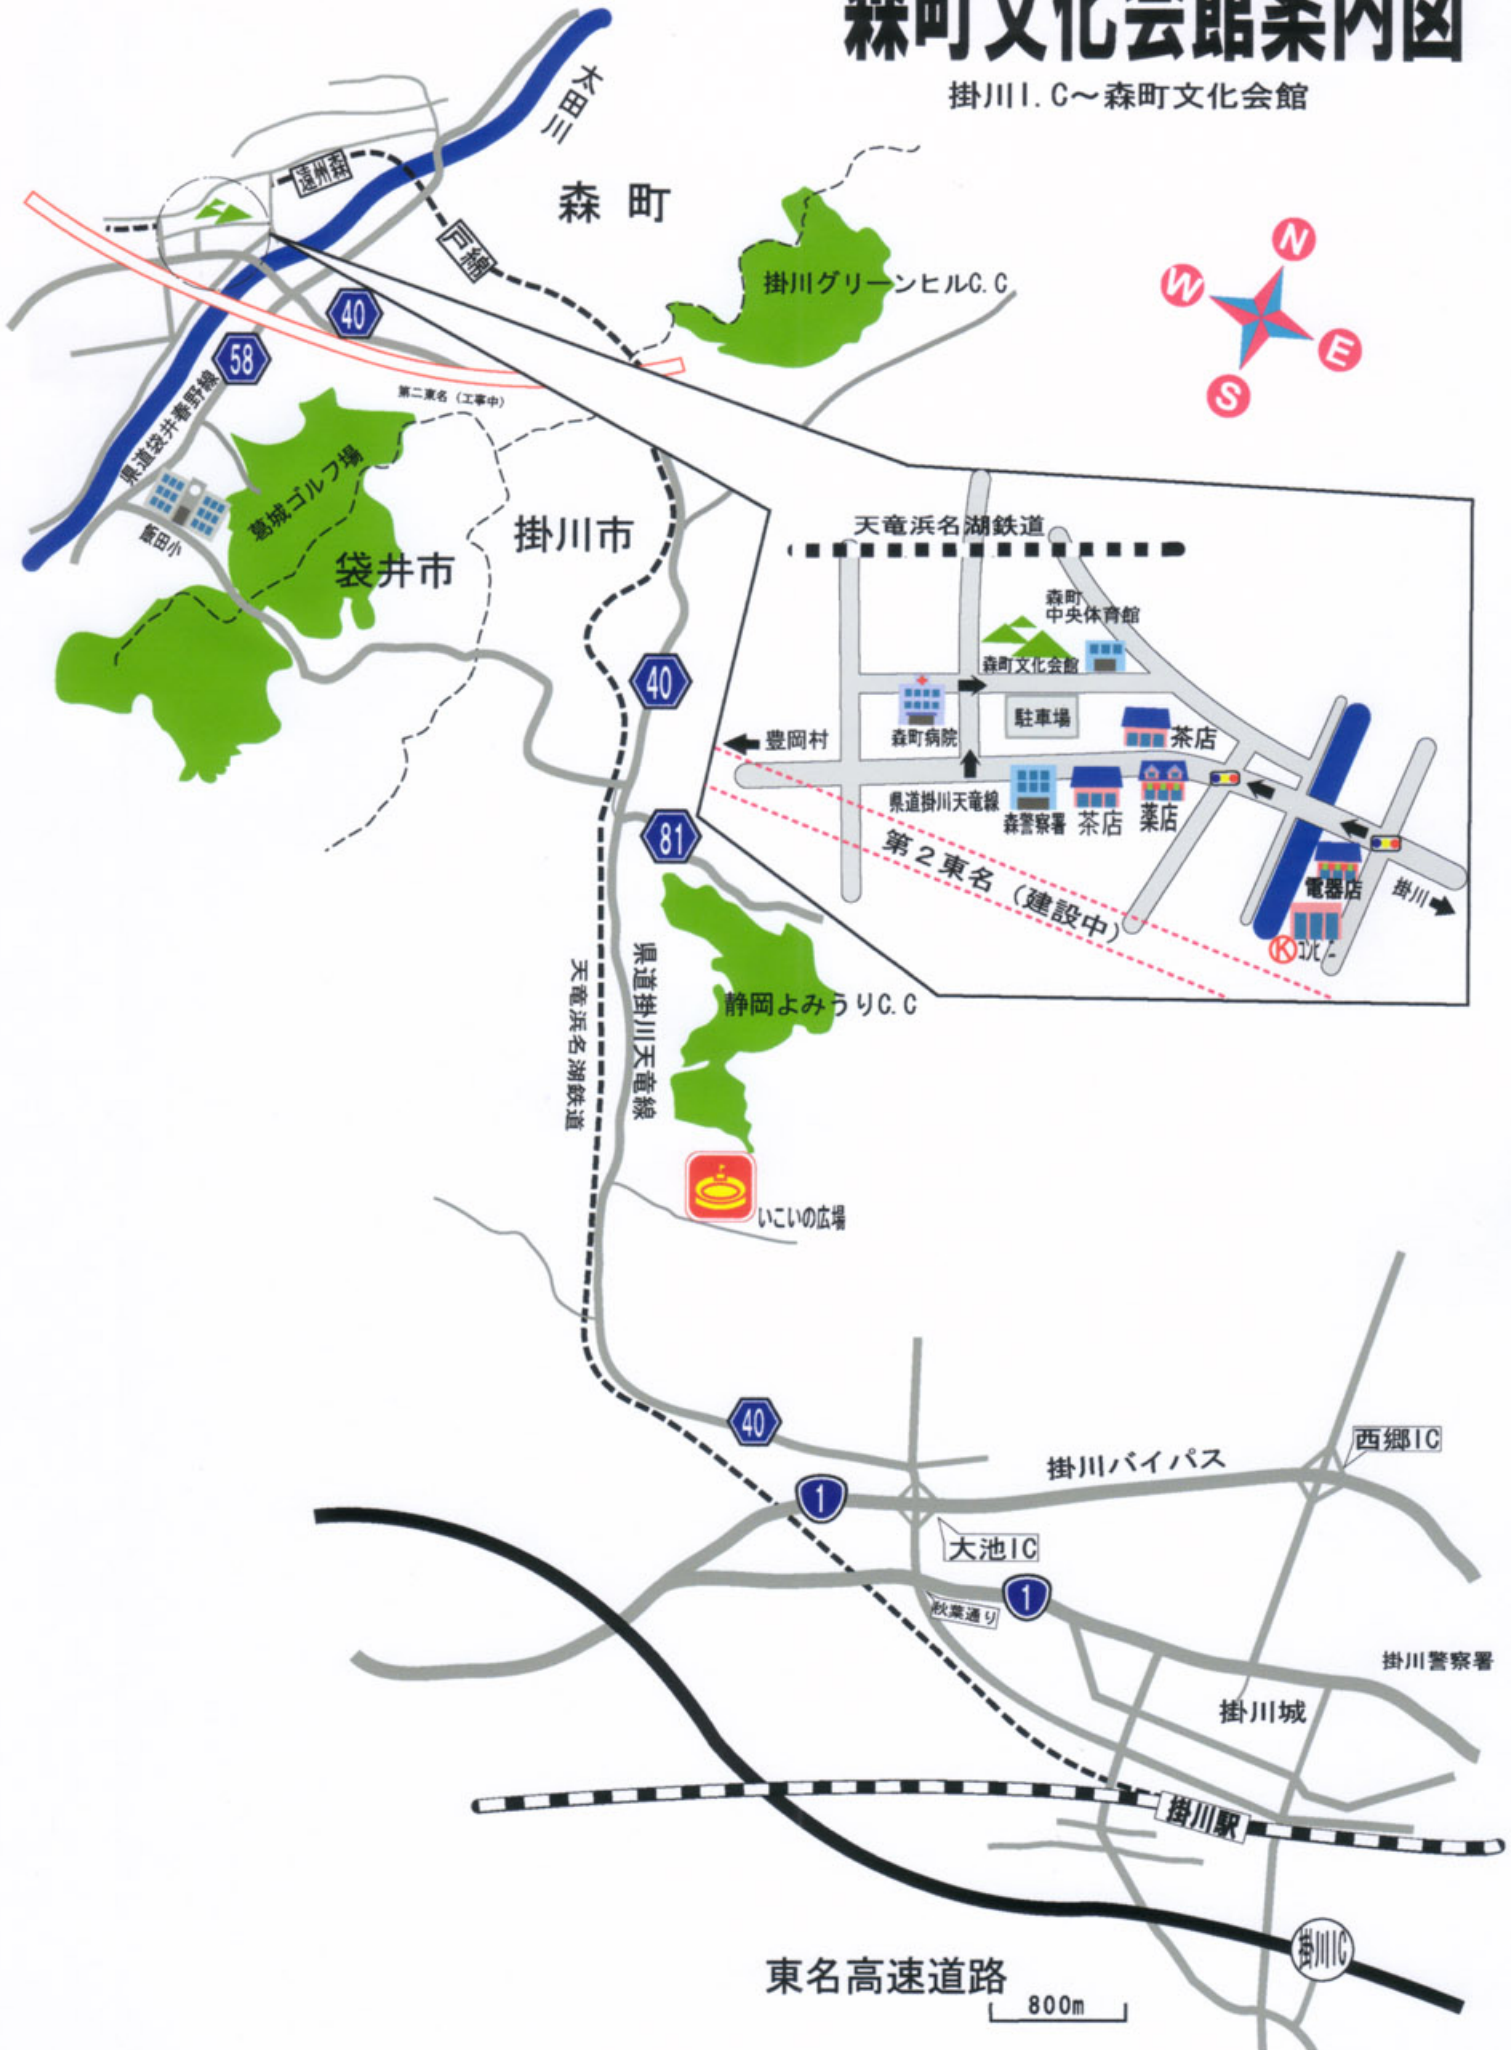 森町文化会館案内図
掛川I.C～森町文化会館
太田川
遠州森
森 町
戸綿
掛川グリーンヒルC.C
N
W
E
S
40
58
県道袋井春野線
第二東名（工事中）
葛城ゴルフ場
飯田小
袋井市
掛川市
天竜浜名湖鉄道
森町
中央体育館
森町文化会館
駐車場
森町病院
茶店
豊岡村
県道掛川天竜線
森警察署
茶店
薬店
第２東名（建設中）
電器店
掛川
K
コンビニ
40
81
静岡よみうりC.C
県道掛川天竜線
天竜浜名湖鉄道
いこいの広場
40
掛川バイパス
西郷IC
1
大池IC
1
秋葉通り
掛川警察署
掛川城
掛川駅
掛川IC
東名高速道路
800m